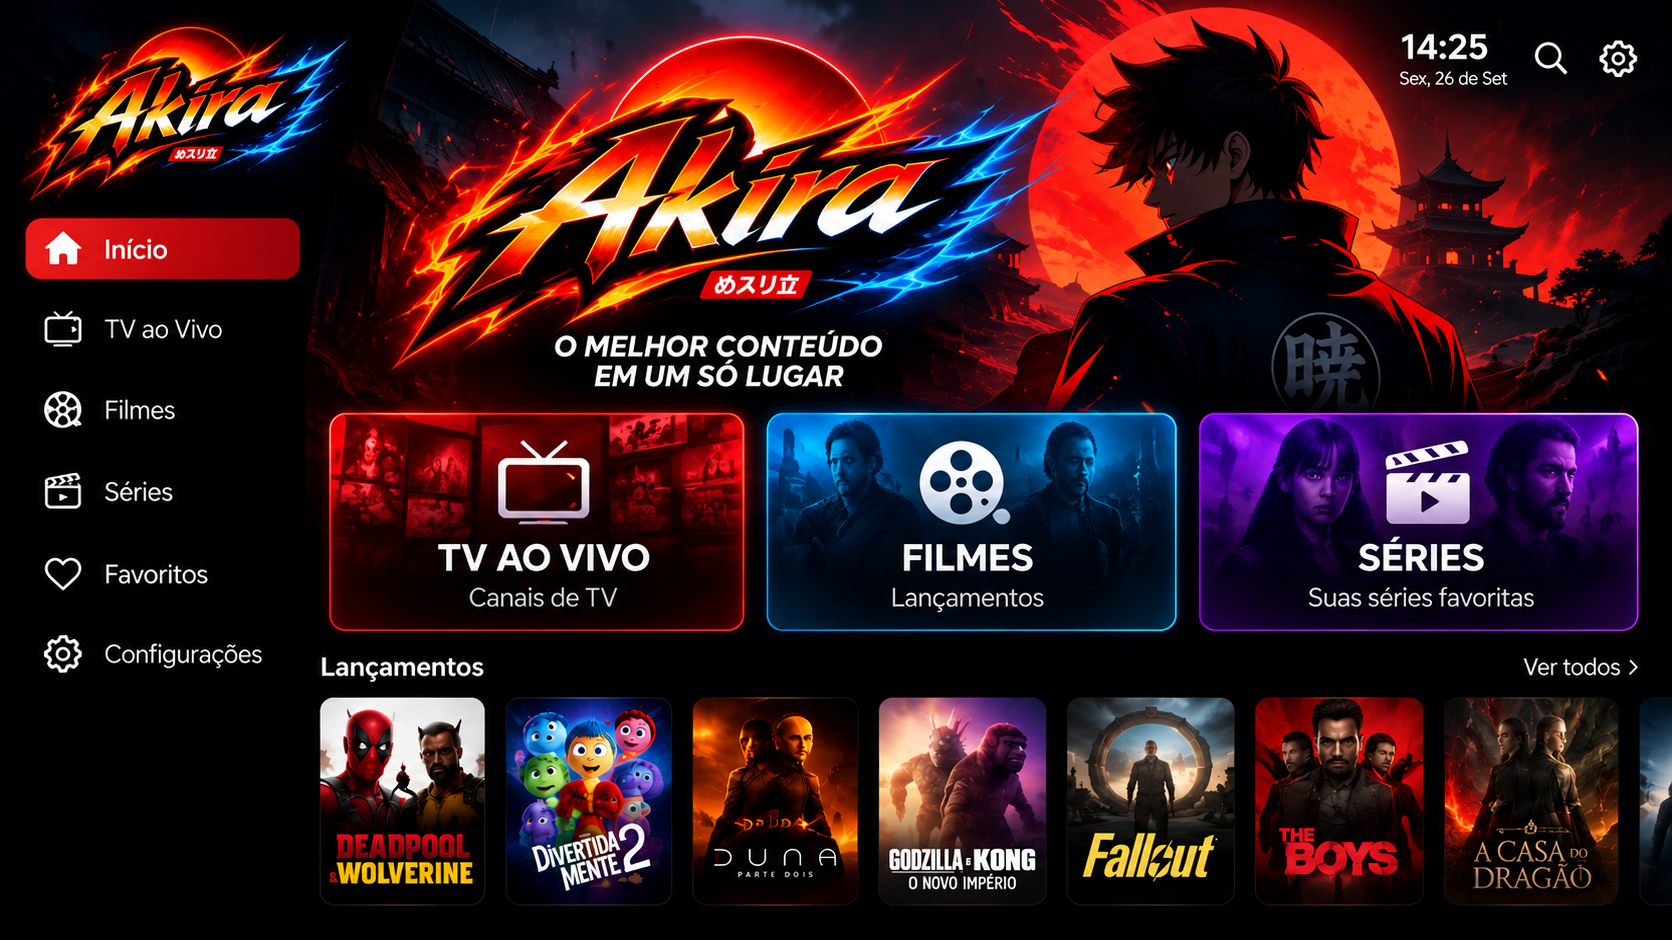 Akira
めスリ立
Início
TV ao Vivo
Filmes
Séries
Favoritos
Configurações
Akira
めスリ立
O MELHOR CONTEÚDO
EM UM SÓ LUGAR
14:25
Sex, 26 de Set
暁
TV AO VIVO
Canais de TV
FILMES
Lançamentos
SÉRIES
Suas séries favoritas
Lançamentos
Ver todos
DEADPOOL
& WOLVERINE
DIVERTIDA
MENTE 2
DUNA
PARTE DOIS
GODZILLA E KONG
O NOVO IMPÉRIO
Fallout
THE
BOYS
A CASA DO
DRAGÃO